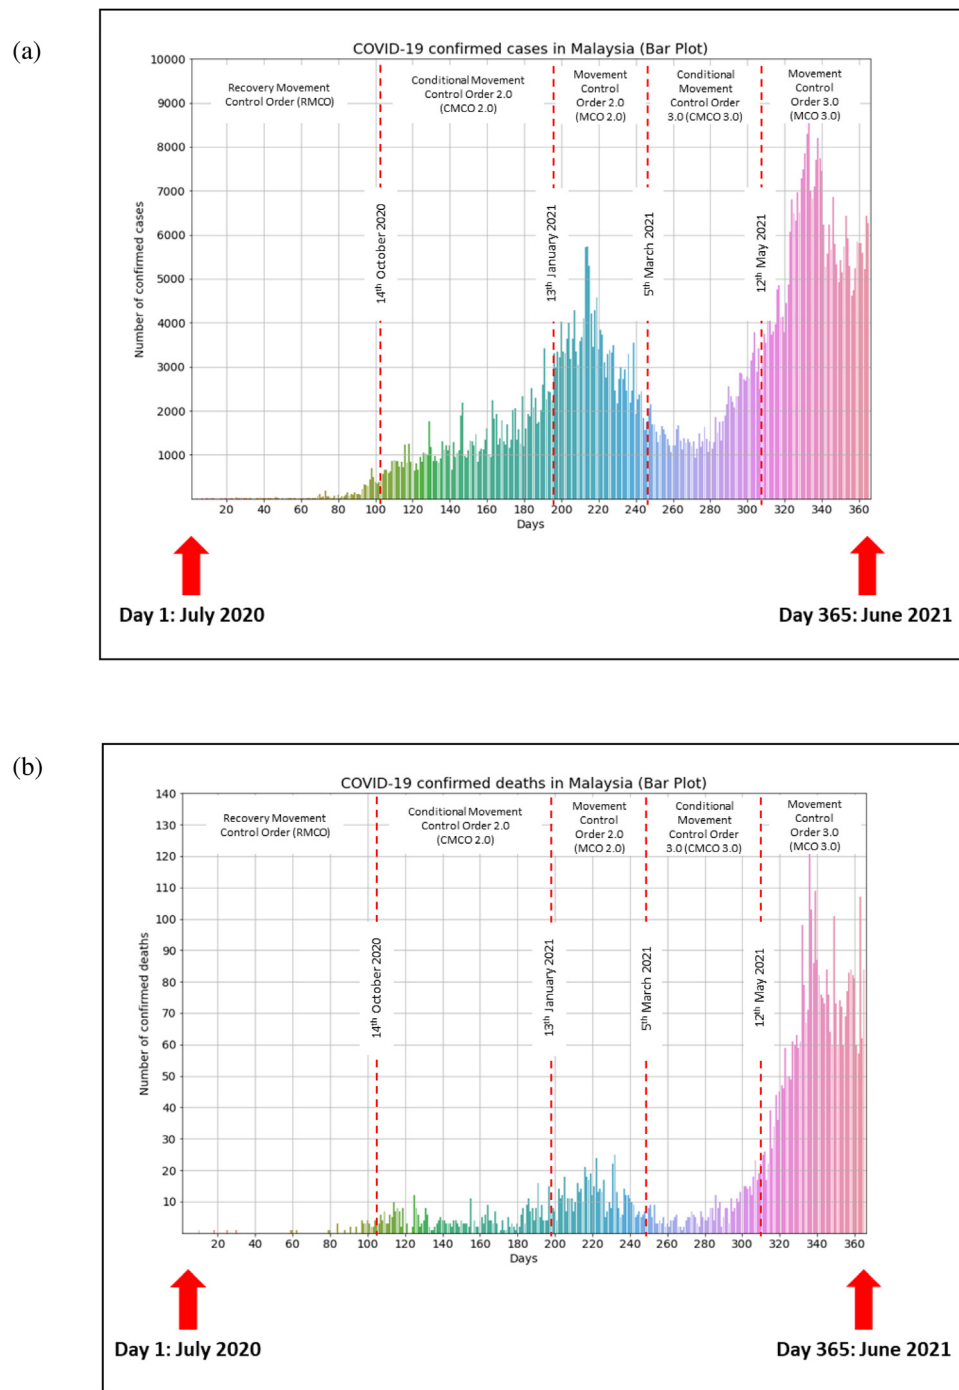 (a)
COVID-19 confirmed cases in Malaysia (Bar Plot)
Recovery Movement
Control Order (RMCO)
Conditional Movement
Control Order 2.0
(CMCO 2.0)
Movement
Control
Order 2.0
(MCO 2.0)
Conditional
Movement
Control Order
3.0 (CMCO 3.0)
Movement
Control
Order 3.0
(MCO 3.0)
10000
9000
8000
7000
6000
5000
4000
3000
2000
1000
Number of confirmed cases
14th October 2020
13th January 2021
5th March 2021
12th May 2021
20 40 60 80 100 120 140 160 180 200 220 240 260 280 300 320 340 360
Days
Day 1: July 2020
Day 365: June 2021
(b)
COVID-19 confirmed deaths in Malaysia (Bar Plot)
Recovery Movement
Control Order (RMCO)
Conditional Movement
Control Order 2.0
(CMCO 2.0)
Movement
Control
Order 2.0
(MCO 2.0)
Conditional
Movement
Control Order
3.0 (CMCO 3.0)
Movement
Control
Order 3.0
(MCO 3.0)
140
130
120
110
100
90
80
70
60
50
40
30
20
10
Number of confirmed deaths
14th October 2020
13th January 2021
5th March 2021
12th May 2021
20 40 60 80 100 120 140 160 180 200 220 240 260 280 300 320 340 360
Days
Day 1: July 2020
Day 365: June 2021